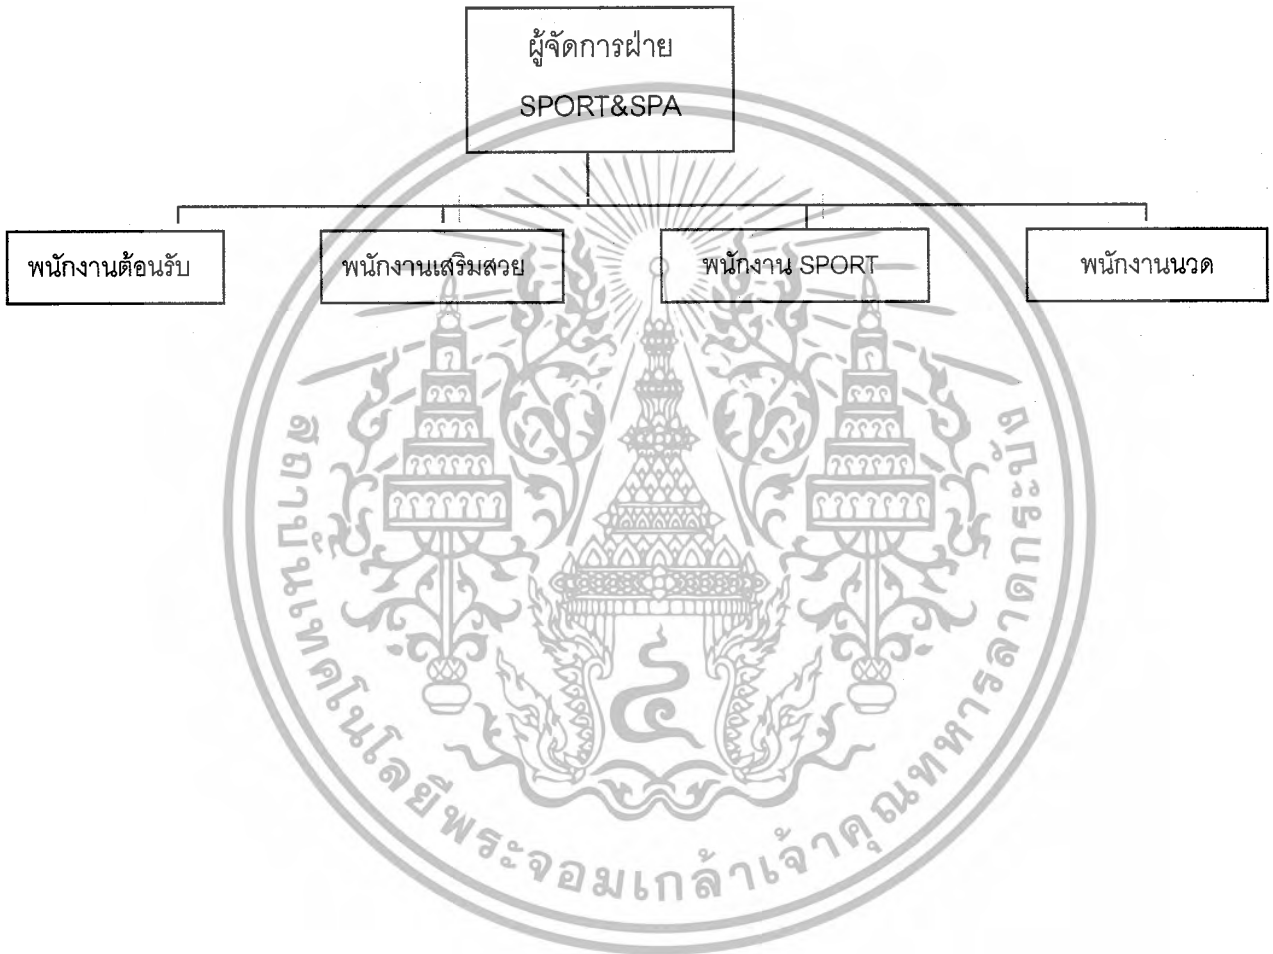 ผู้จัดการฝ่าย
SPORT&SPA
พนักงานต้อนรับ
พนักงานเสริมสวย
พนักงาน SPORT
พนักงานนวด
สถาบันเทคโนโลยีพระจอมเกล้าเจ้าคุณทหารลาดกระบัง
๔